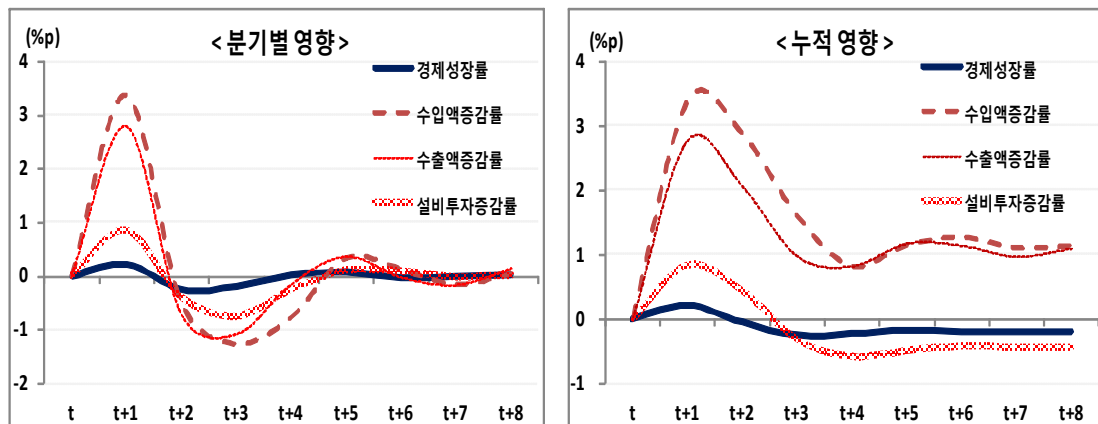 (%p)
< 분기별 영향 >
4
3
2
1
0
-1
-2
경제성장률
수입액증감률
수출액증감률
설비투자증감률
t t+1 t+2 t+3 t+4 t+5 t+6 t+7 t+8
(%p)
< 누적 영향 >
4
3
2
1
0
-1
경제성장률
수입액증감률
수출액증감률
설비투자증감률
t t+1 t+2 t+3 t+4 t+5 t+6 t+7 t+8